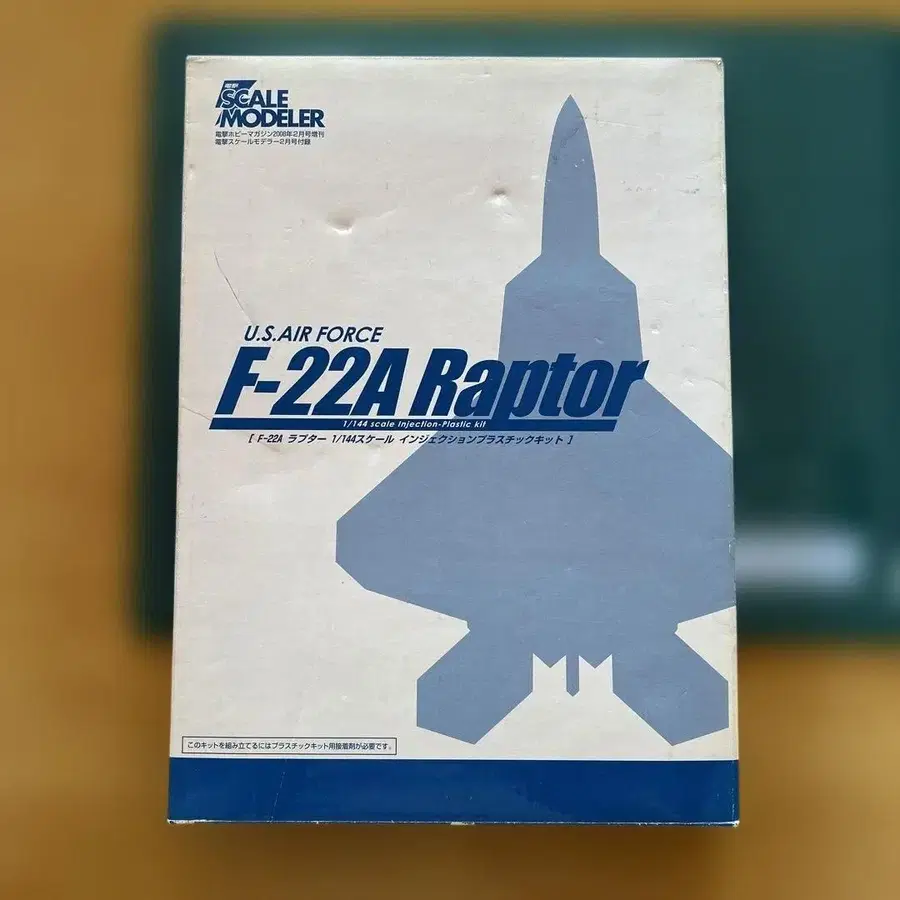 電撃
SCALE
MODELER
電撃ホビーマガジン2008年2月号増刊
電撃スケールモデラー2月号付録
U.S.AIR FORCE
F-22A Raptor
1/144 scale Injection-Plastic kit
[ F-22A ラプター 1/144スケール インジェクションプラスチックキット ]
このキットを組み立てるにはプラスチックキット用接着剤が必要です。